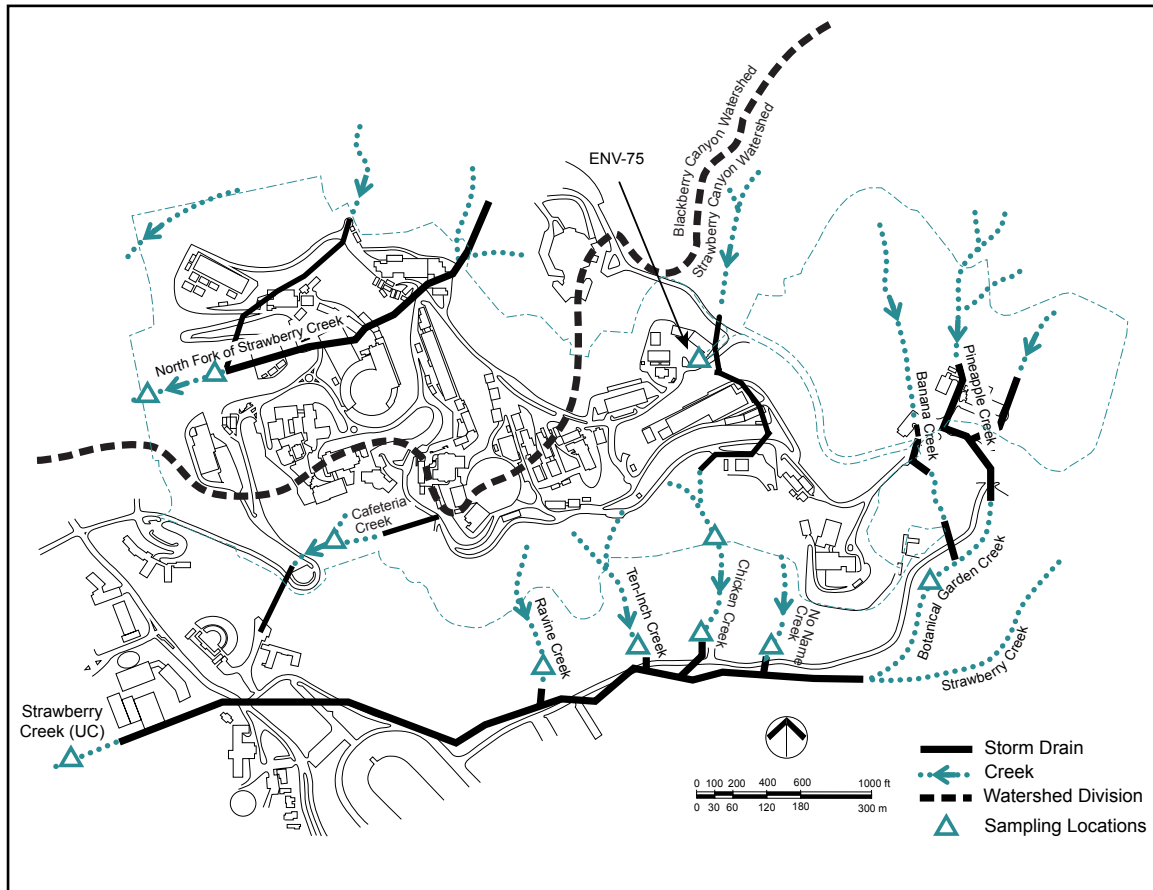 Blackberry Canyon Watershed
Strawberry Canyon Watershed
ENV-75
North Fork of Strawberry Creek
Pineapple Creek
Banana Creek
Cafeteria
Creek
Botanical Garden Creek
Chicken Creek
Ten-Inch Creek
No Name
Creek
Ravine Creek
Strawberry Creek
Strawberry
Creek (UC)
Storm Drain
Creek
Watershed Division
Sampling Locations
0 100 200 400 600 1000 ft
0 30 60 120 180 300 m